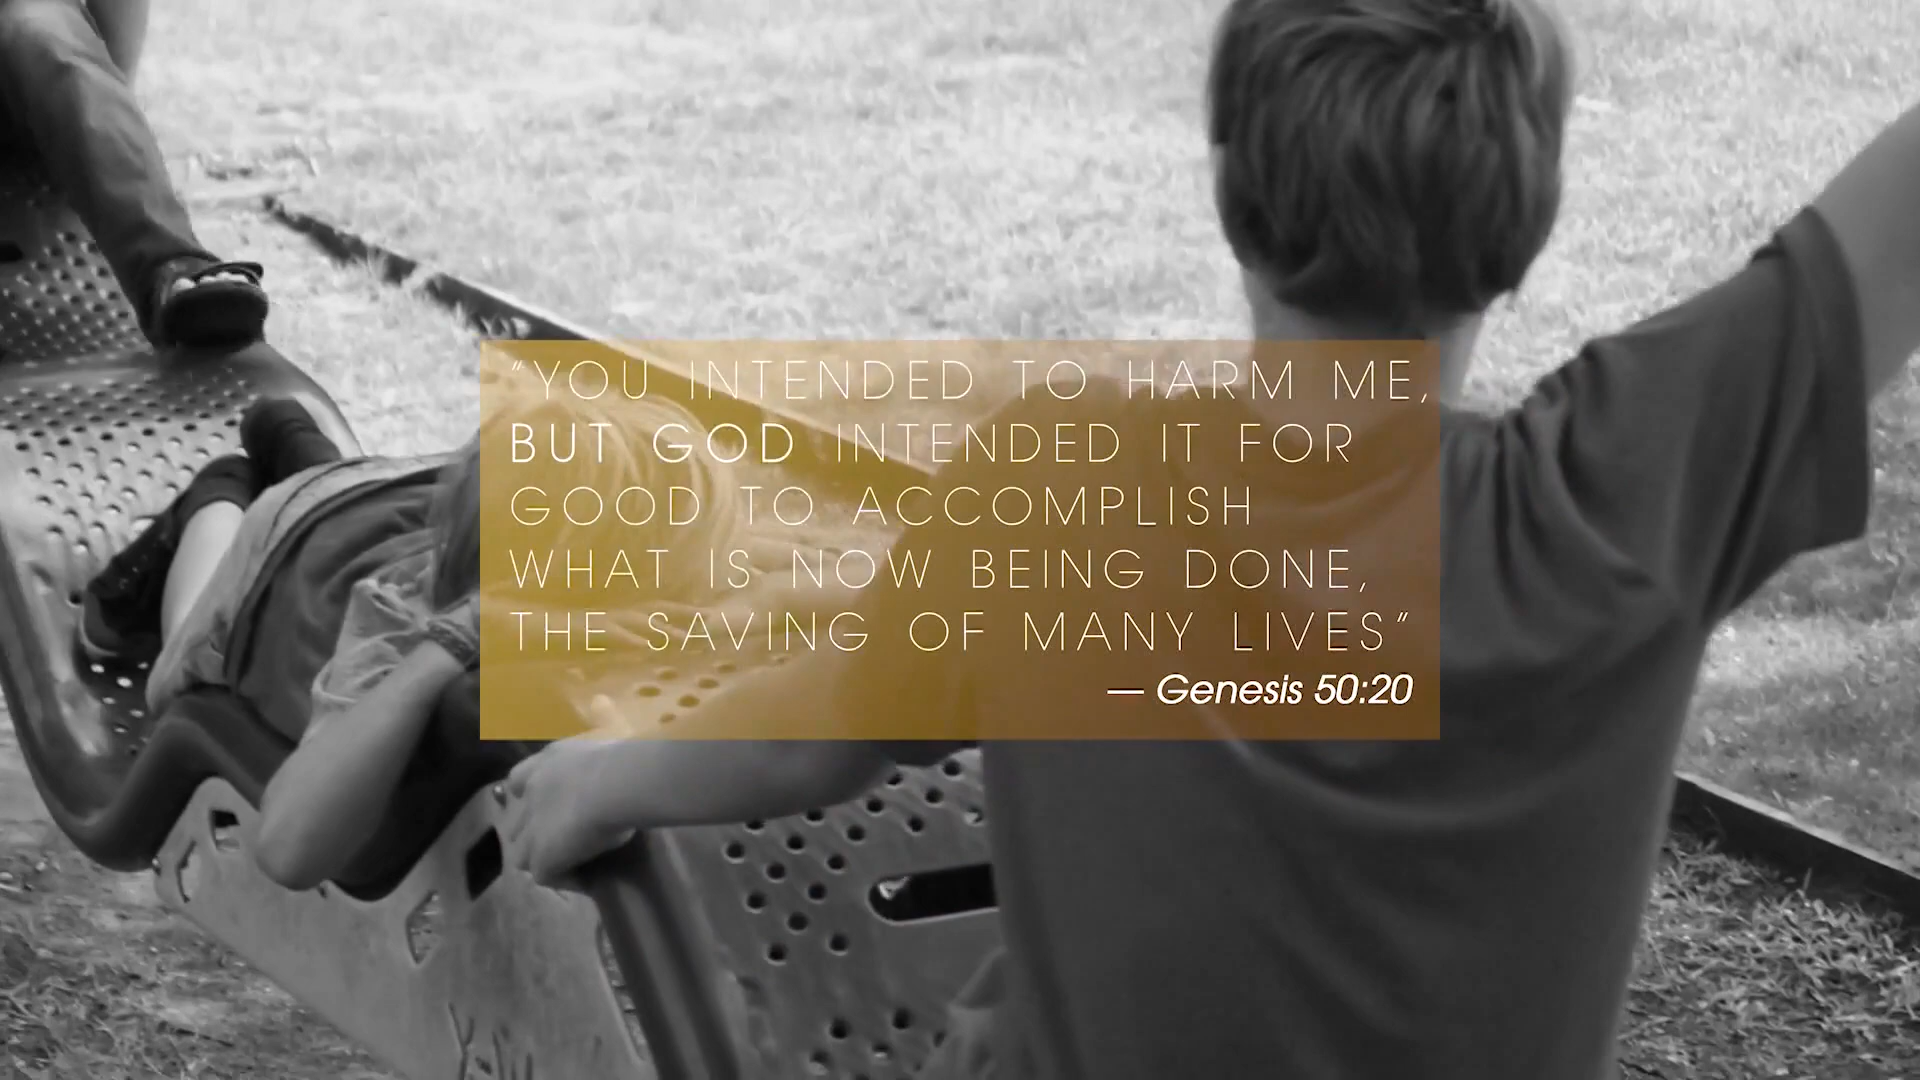 “YOU INTENDED TO HARM ME,
BUT GOD INTENDED IT FOR
GOOD TO ACCOMPLISH
WHAT IS NOW BEING DONE,
THE SAVING OF MANY LIVES”
— Genesis 50:20